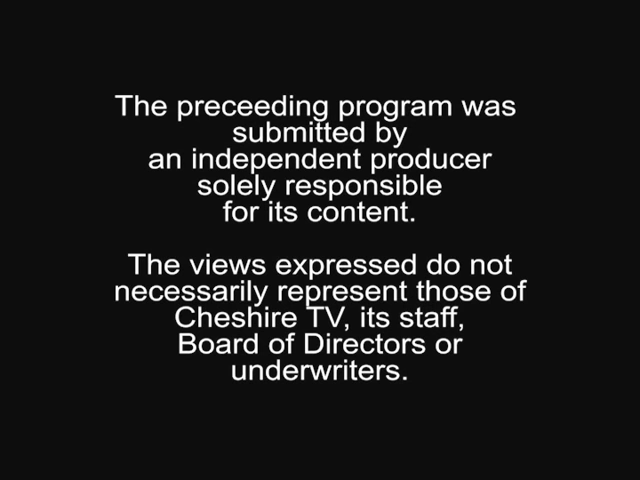 The preceeding program was
submitted by
an independent producer
solely responsible
for its content.
The views expressed do not
necessarily represent those of
Cheshire TV, its staff,
Board of Directors or
underwriters.